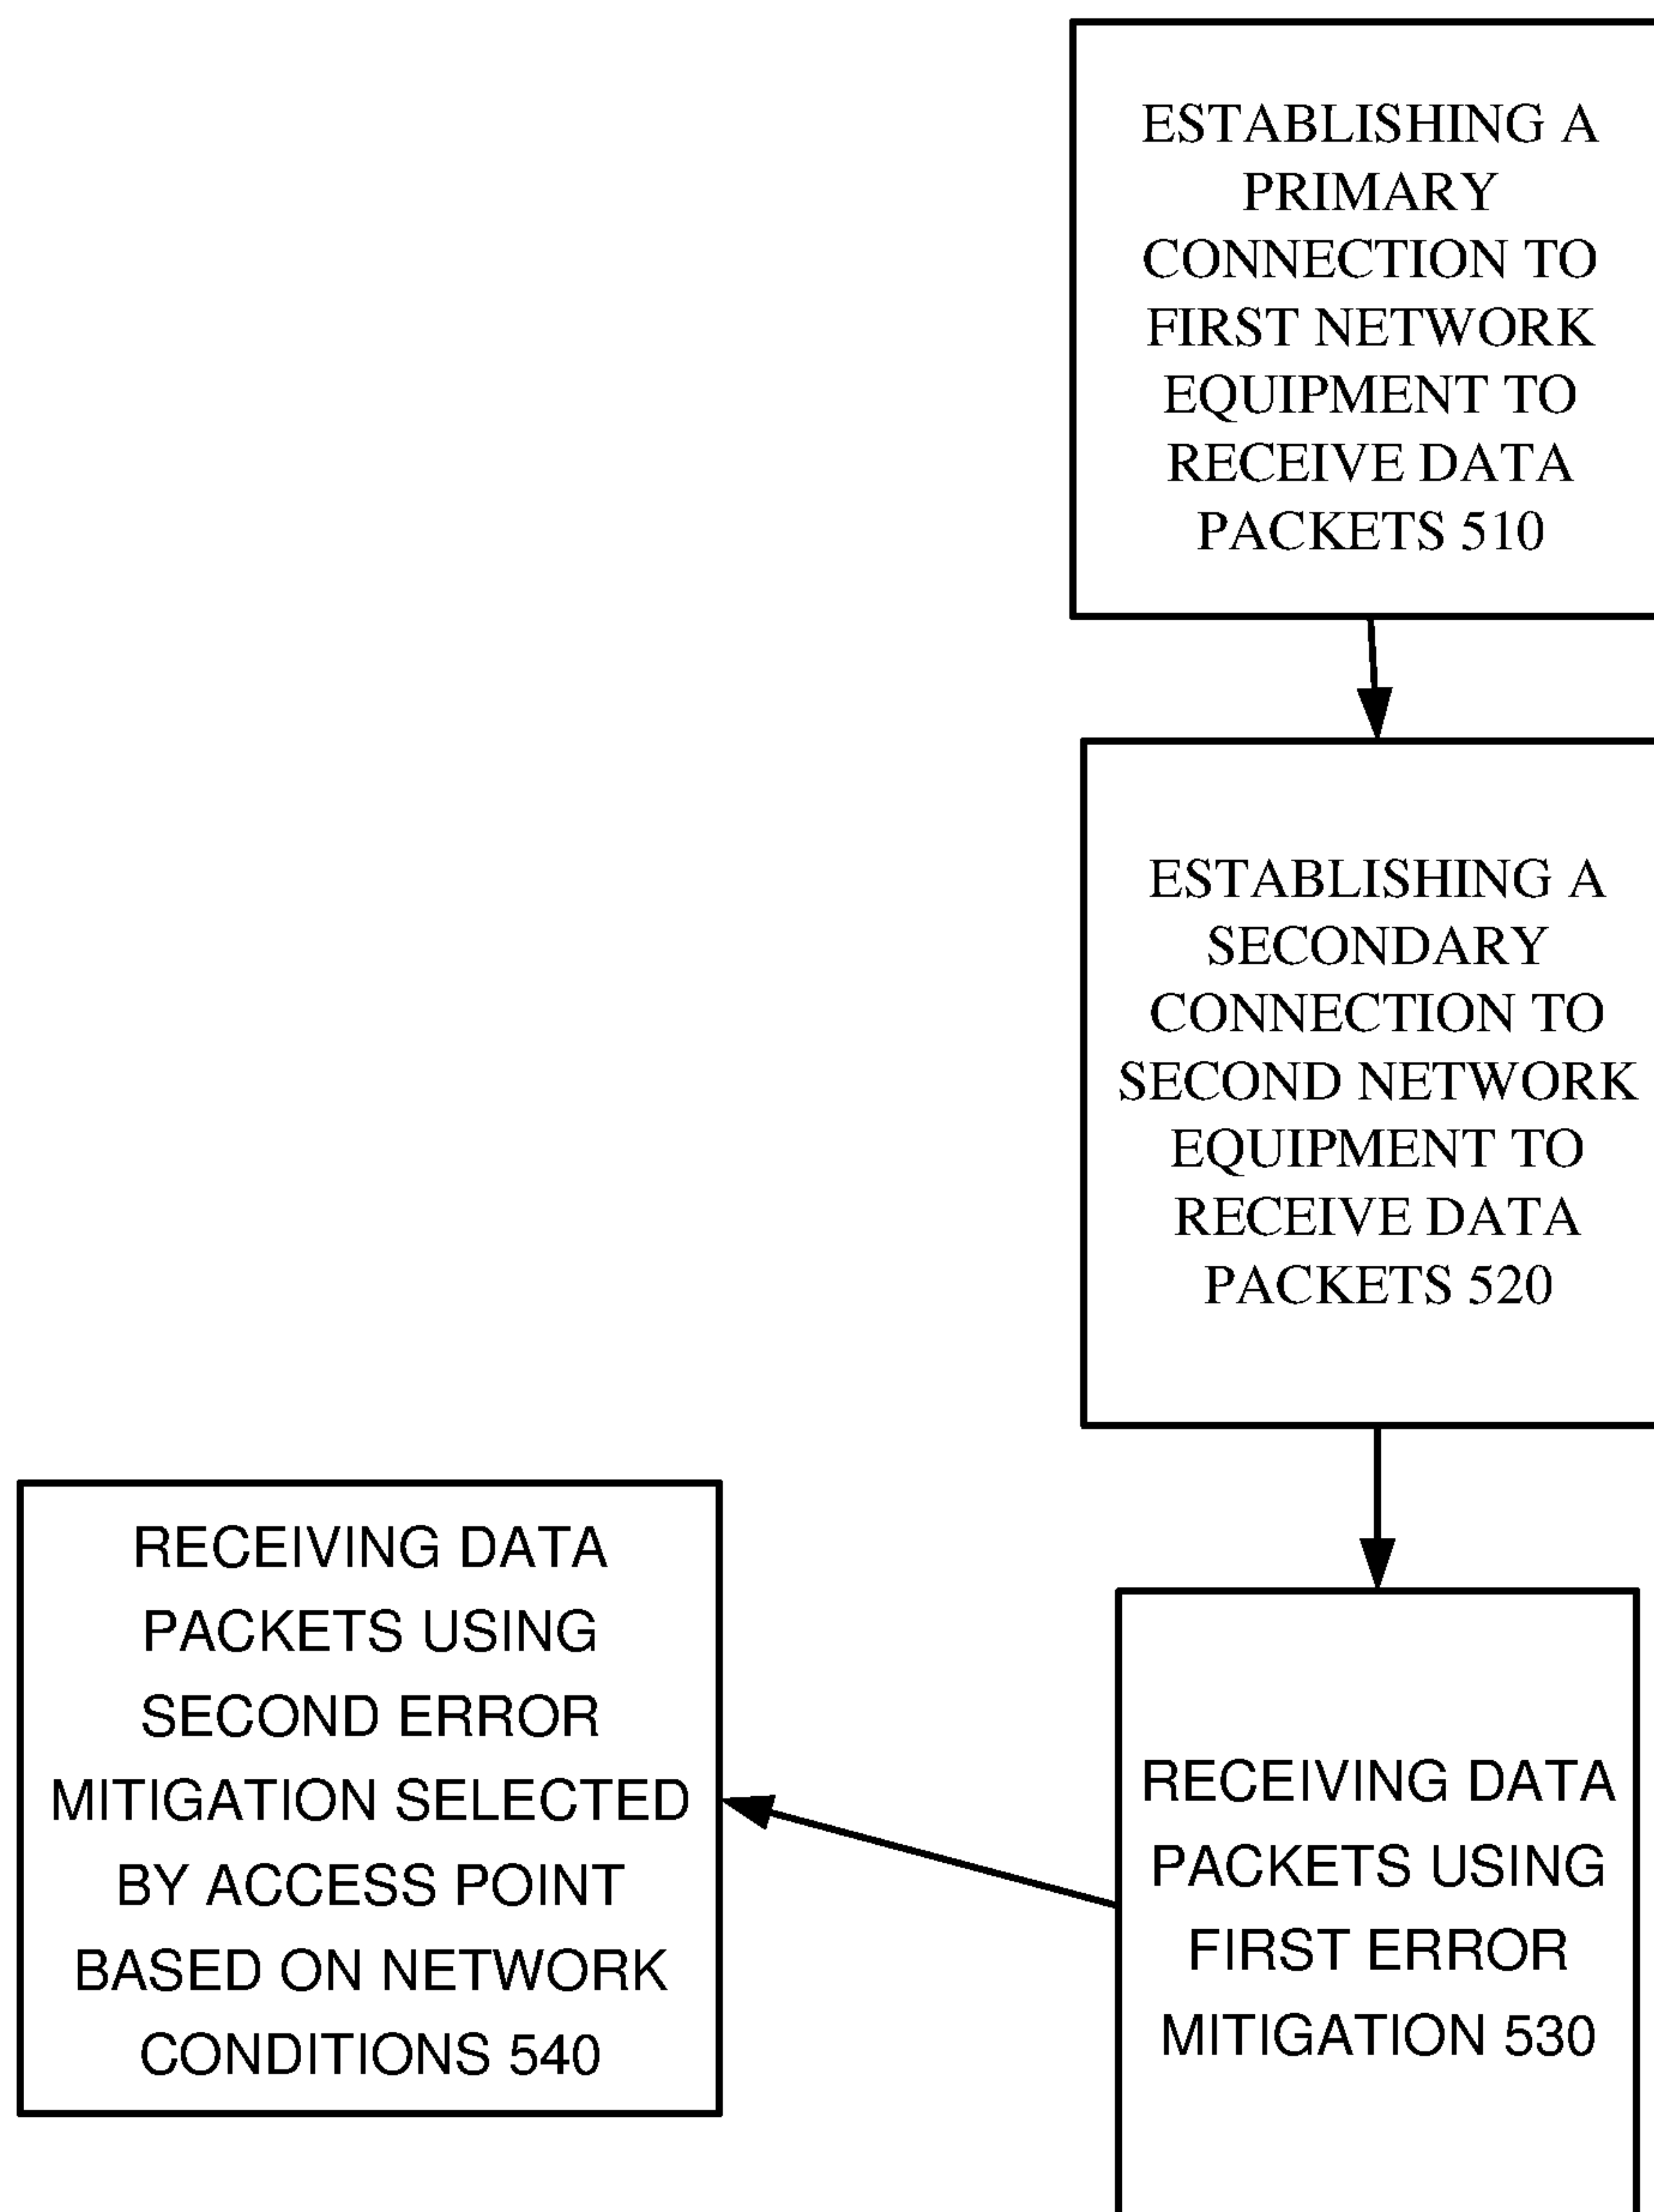 ESTABLISHING A
PRIMARY
CONNECTION TO
FIRST NETWORK
EQUIPMENT TO
RECEIVE DATA
PACKETS 510
ESTABLISHING A
SECONDARY
CONNECTION TO
SECOND NETWORK
EQUIPMENT TO
RECEIVE DATA
PACKETS 520
RECEIVING DATA
PACKETS USING
FIRST ERROR
MITIGATION 530
RECEIVING DATA
PACKETS USING
SECOND ERROR
MITIGATION SELECTED
BY ACCESS POINT
BASED ON NETWORK
CONDITIONS 540